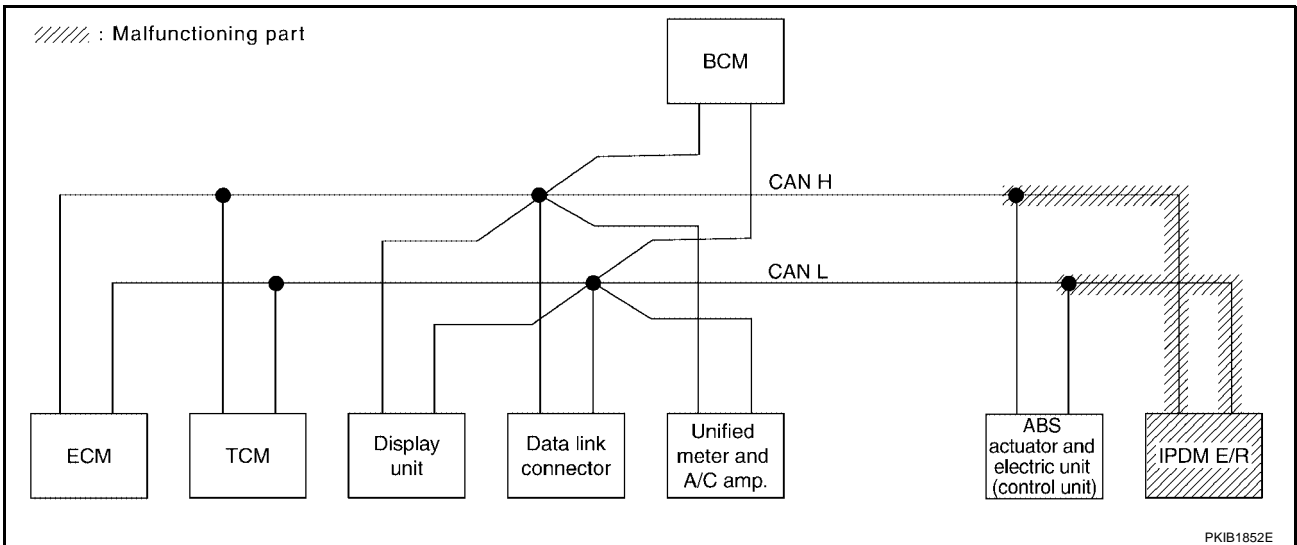 : Malfunctioning part
BCM
CAN H
CAN L
ECM
TCM
Display
unit
Data link
connector
Unified
meter and
A/C amp.
ABS
actuator and
electric unit
(control unit)
IPDM E/R
PKIB1852E